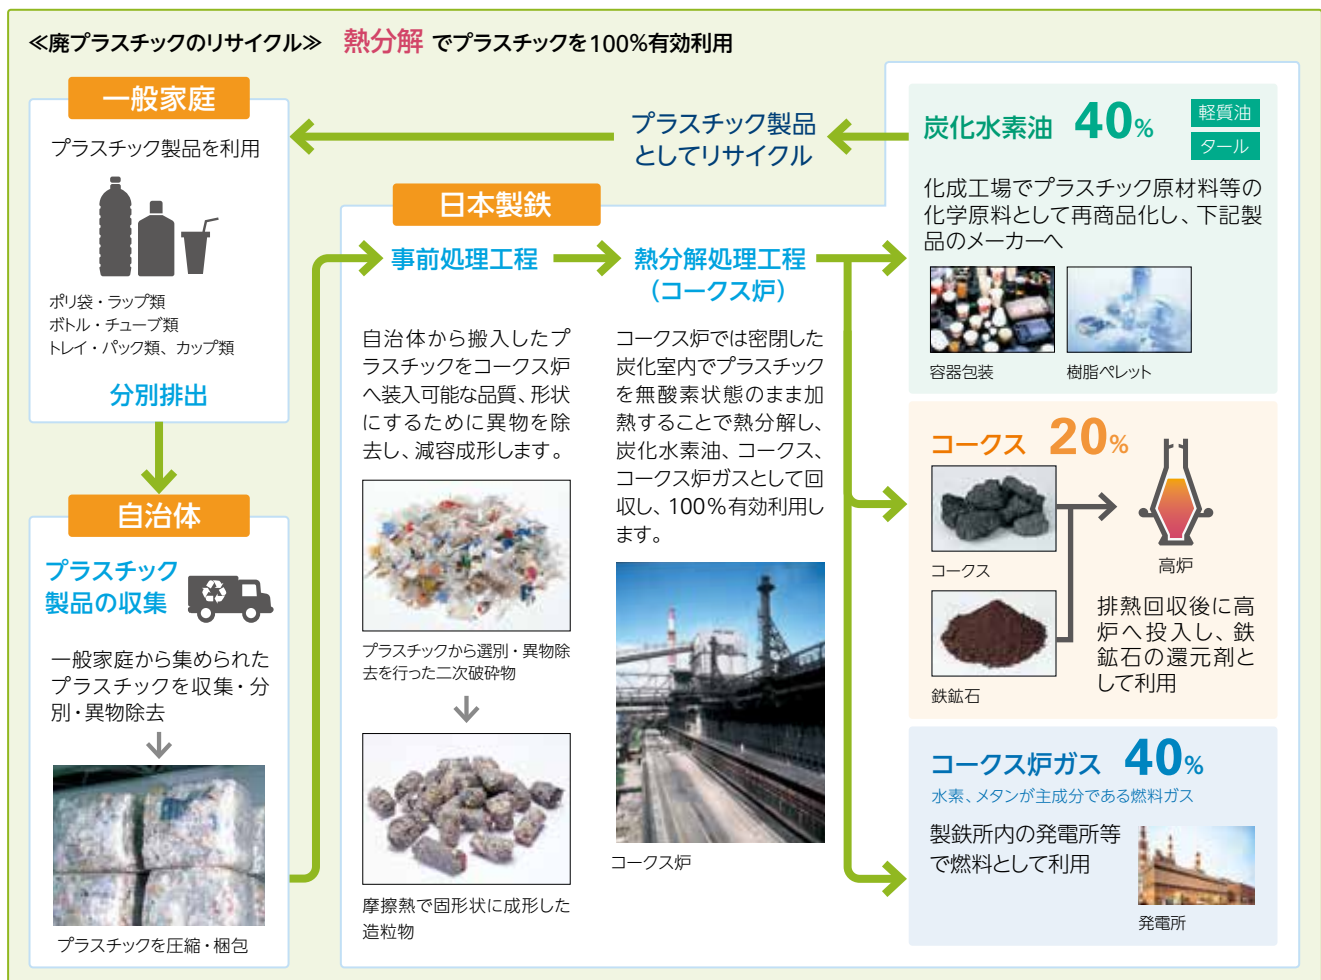 ≪廃プラスチックのリサイクル≫ 熱分解 でプラスチックを100%有効利用
一般家庭
プラスチック製品を利用
ポリ袋・ラップ類
ボトル・チューブ類
トレイ・パック類、カップ類
分別排出
自治体
プラスチック
製品の収集
一般家庭から集められた
プラスチックを収集・分
別・異物除去
プラスチックを圧縮・梱包
プラスチック製品
としてリサイクル
日本製鉄
事前処理工程
自治体から搬入したプ
ラスチックをコークス炉
へ装入可能な品質、形状
にするために異物を除
去し、減容成形します。
プラスチックから選別・異物除
去を行った二次破砕物
摩擦熱で固形状に成形した
造粒物
熱分解処理工程
（コークス炉）
コークス炉では密閉した
炭化室内でプラスチック
を無酸素状態のまま加
熱することで熱分解し、
炭化水素油、コークス、
コークス炉ガスとして回
収し、100%有効利用し
ます。
コークス炉
炭化水素油 40%
軽質油
タール
化成工場でプラスチック原材料等の
化学原料として再商品化し、下記製
品のメーカーへ
容器包装
樹脂ペレット
コークス 20%
コークス
鉄鉱石
高炉
排熱回収後に高
炉へ投入し、鉄
鉱石の還元剤と
して利用
コークス炉ガス 40%
水素、メタンが主成分である燃料ガス
製鉄所内の発電所等
で燃料として利用
発電所